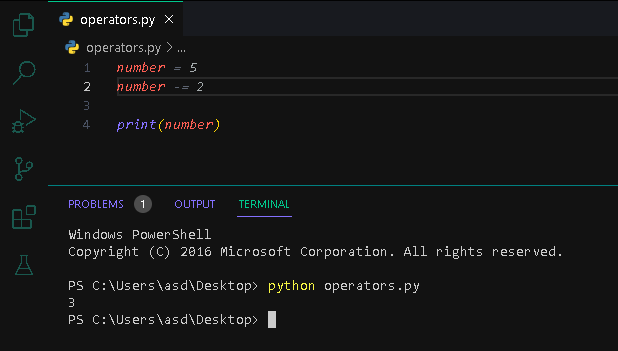 operators.py ×
operators.py > ...
1 number = 5
2 number -= 2
3
4 print(number)
PROBLEMS 1 OUTPUT TERMINAL
Windows PowerShell
Copyright (C) 2016 Microsoft Corporation. All rights reserved.
PS C:\Users\asd\Desktop> python operators.py
3
PS C:\Users\asd\Desktop>